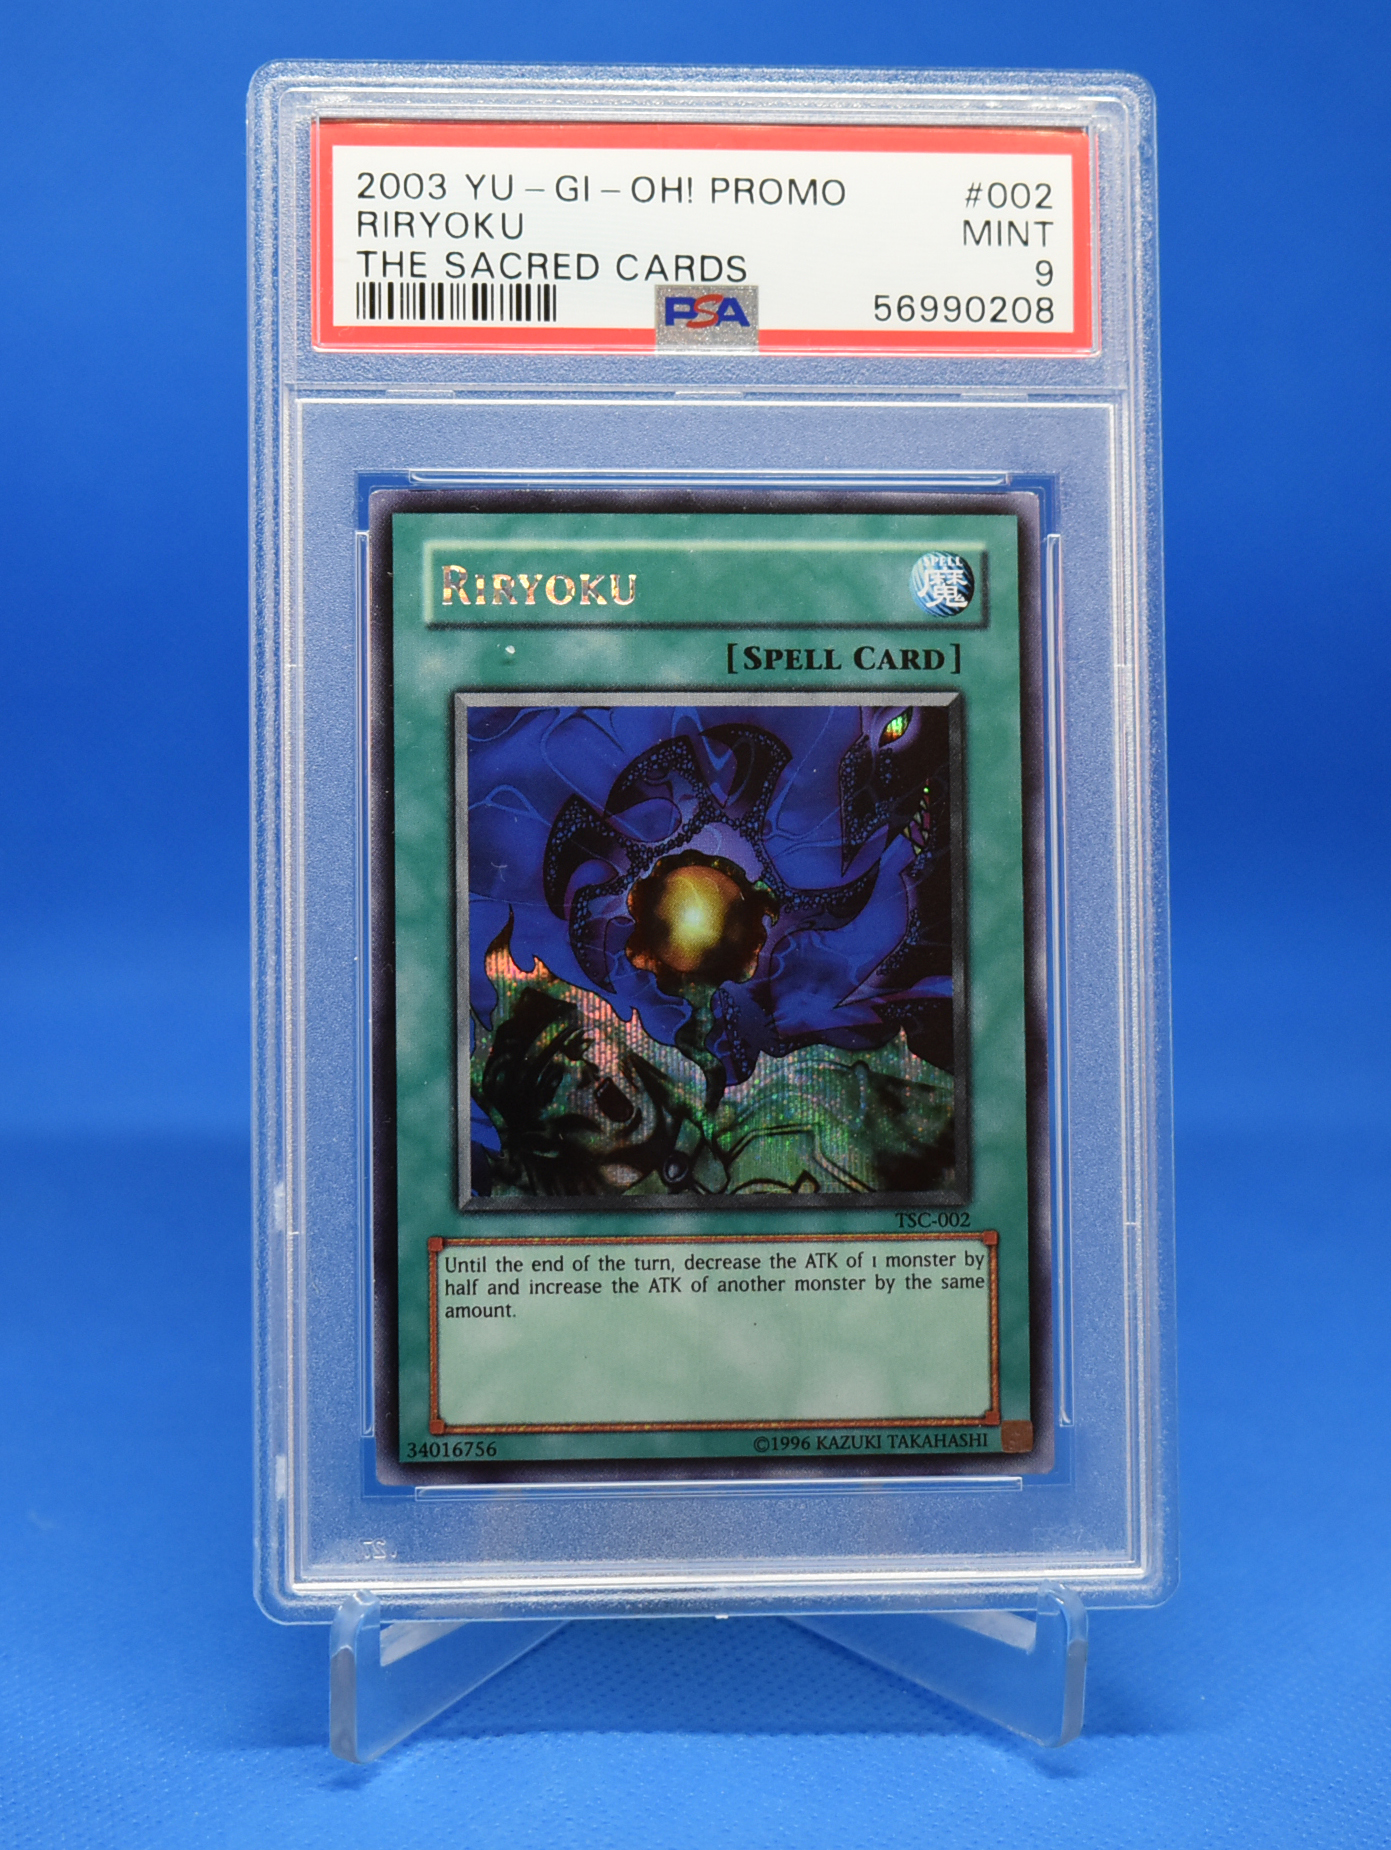 2003 YU-GI-OH! PROMO #002
RIRYOKU MINT
THE SACRED CARDS 9
PSA 56990208
RIRYOKU
SPELL
魔
[SPELL CARD]
TSC-002
Until the end of the turn, decrease the ATK of 1 monster by
half and increase the ATK of another monster by the same
amount.
34016756 ©1996 KAZUKI TAKAHASHI